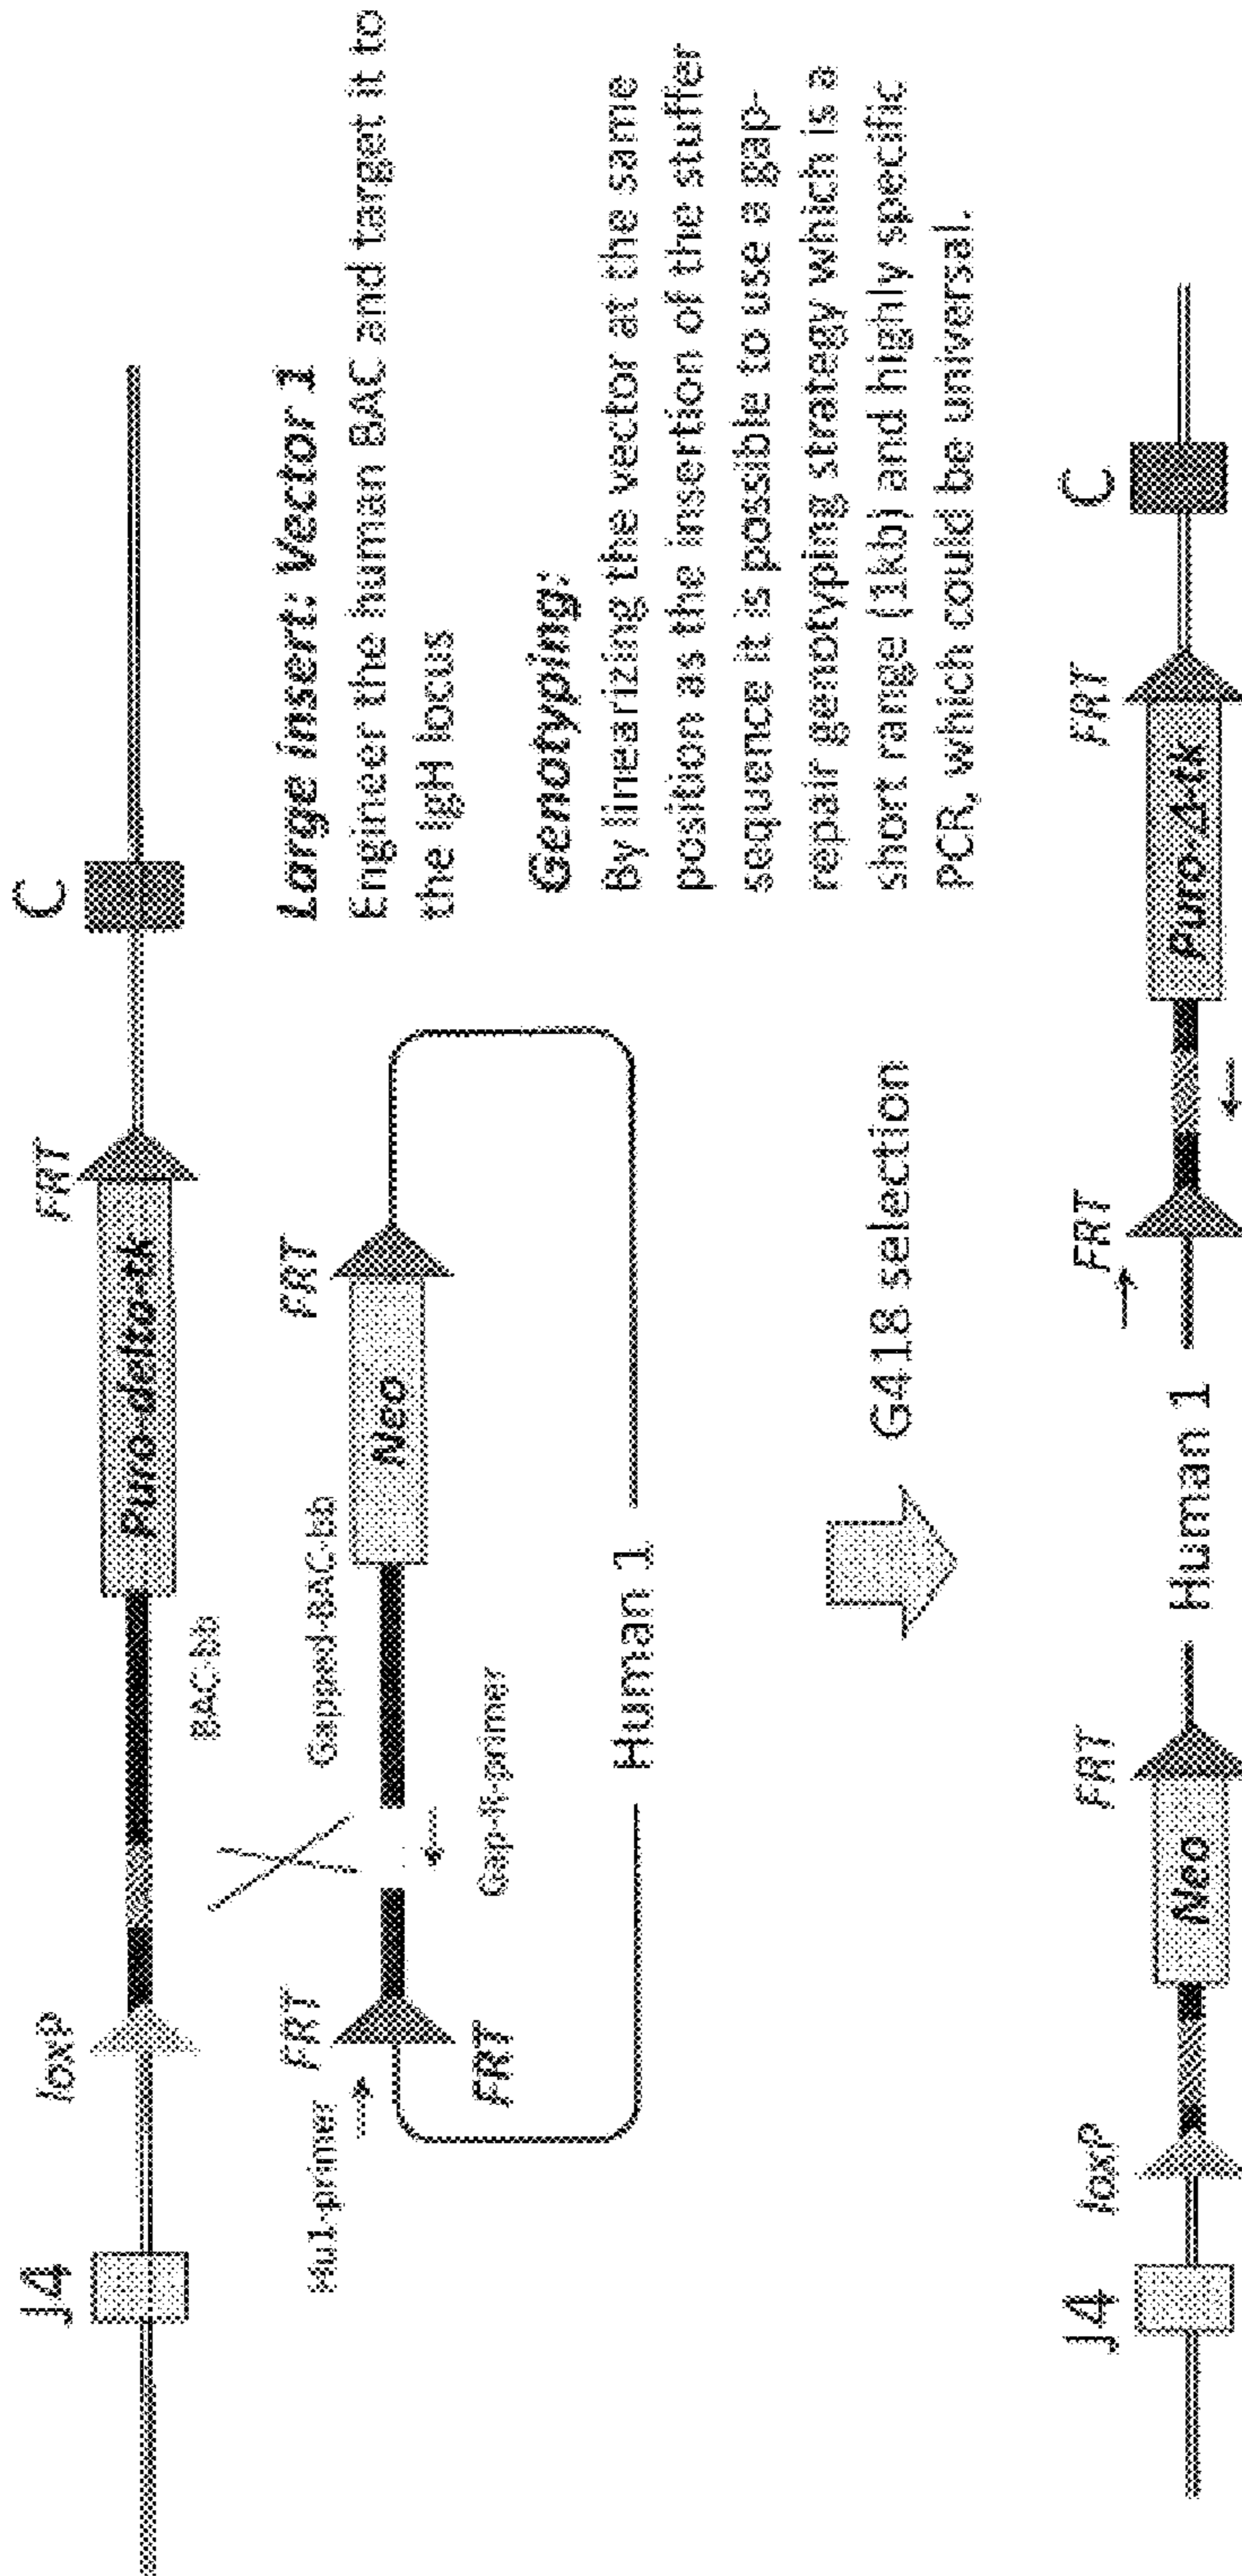 J4
loxP
Puro-delta-tk
FRT
C
BAC-bb
Hu1-primer
FRT
FRT
Gapped-BAC-bb
Neo
FRT
Gap-R-primer
Human 1
Large insert: Vector 1
Engineer the human BAC and target it to
the IgH locus
Genotyping:
By linearizing the vector at the same
position as the insertion of the stuffer
sequence it is possible to use a gap-
repair genotyping strategy which is a
short range (1kb) and highly specific
PCR, which could be universal.
G418 selection
J4
loxP
Neo
FRT
Human 1
FRT
Puro-Δ-tk
FRT
C